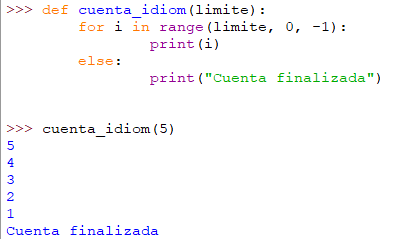 >>> def cuenta_idiom(limite):
        for i in range(limite, 0, -1):
                print(i)
        else:
                print("Cuenta finalizada")
>>> cuenta_idiom(5)
5
4
3
2
1
Cuenta finalizada